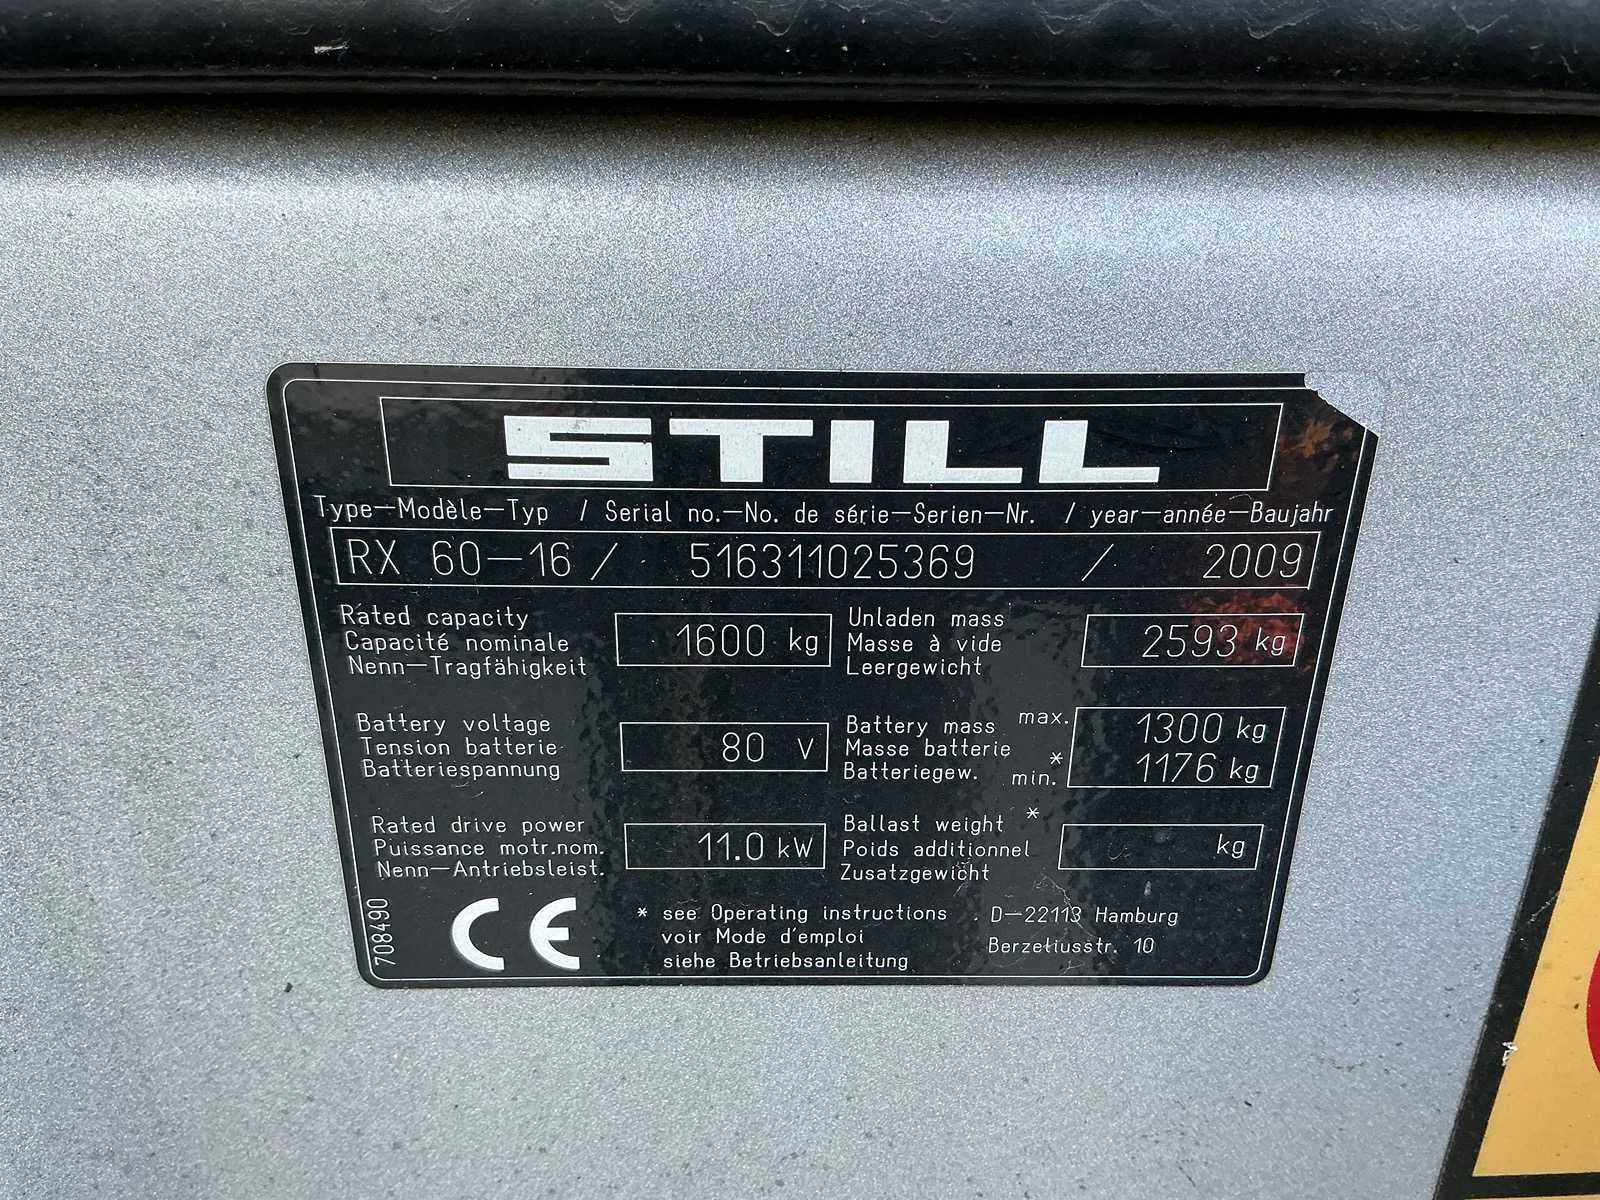 STILL
Type–Modèle–Typ / Serial no.–No. de série–Serien–Nr. / year–année–Baujahr
RX 60–16 / 516311025369 / 2009
Rated capacity
Capacité nominale
Nenn–Tragfähigkeit
1600 kg
Unladen mass
Masse à vide
Leergewicht
2593 kg
Battery voltage
Tension batterie
Batteriespannung
80 V
Battery mass max.
Masse batterie *
Batteriegew. min.
1300 kg
1176 kg
Rated drive power
Puissance motr.nom.
Nenn–Antriebsleist.
11.0 kW
Ballast weight *
Poids additionnel
Zusatzgewicht
kg
708490
CE
* see Operating instructions
voir Mode d'emploi
siehe Betriebsanleitung
D–22113 Hamburg
Berzeliusstr. 10